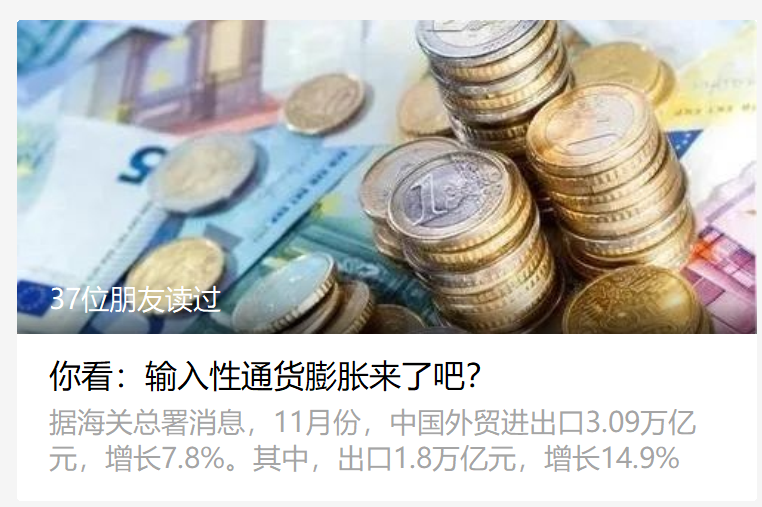 5
1
37位朋友读过
你看：输入性通货膨胀来了吧？
据海关总署消息，11月份，中国外贸进出口3.09万亿
元，增长7.8%。其中，出口1.8万亿元，增长14.9%